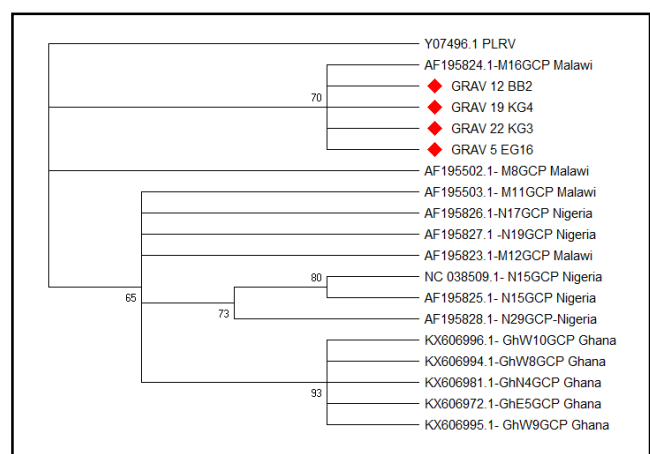 Y07496.1 PLRV
AF195824.1-M16GCP Malawi
GRAV 12 BB2
70
GRAV 19 KG4
GRAV 22 KG3
GRAV 5 EG16
AF195502.1- M8GCP Malawi
AF195503.1- M11GCP Malawi
AF195826.1-N17GCP Nigeria
AF195827.1 -N19GCP Nigeria
AF195823.1-M12GCP Malawi
80
NC 038509.1- N15GCP Nigeria
65
AF195825.1- N15GCP Nigeria
73
AF195828.1- N29GCP-Nigeria
KX606996.1- GhW10GCP Ghana
KX606994.1-GhW8GCP Ghana
KX606981.1-GhN4GCP Ghana
93
KX606972.1-GhE5GCP Ghana
KX606995.1- GhW9GCP Ghana